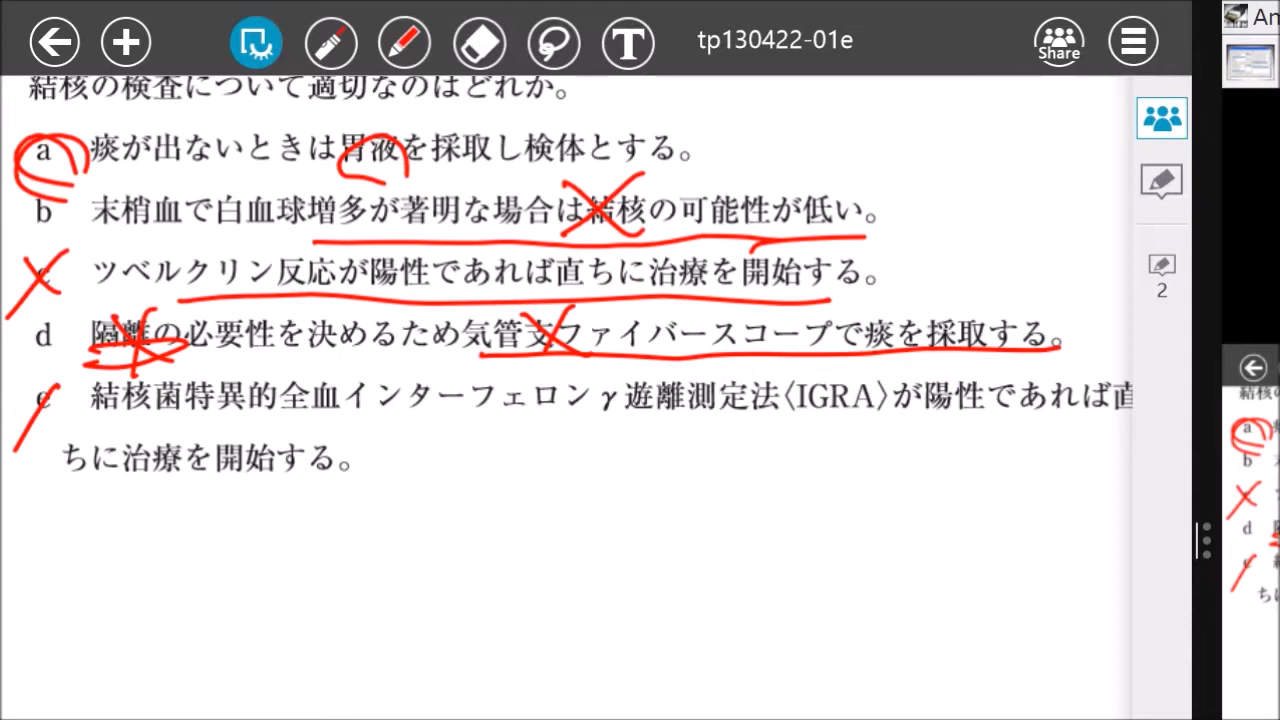 tp130422-01e
Share
An
結核の検査について適切なのはどれか。
a 痰が出ないときは胃液を採取し検体とする。
b 末梢血で白血球増多が著明な場合は結核の可能性が低い。
c ツベルクリン反応が陽性であれば直ちに治療を開始する。
d 隔離の必要性を決めるため気管支ファイバースコープで痰を採取する。
e 結核菌特異的全血インターフェロンγ遊離測定法〈IGRA〉が陽性であれば直
ちに治療を開始する。
2
結核の
a
b
d
e
ちに